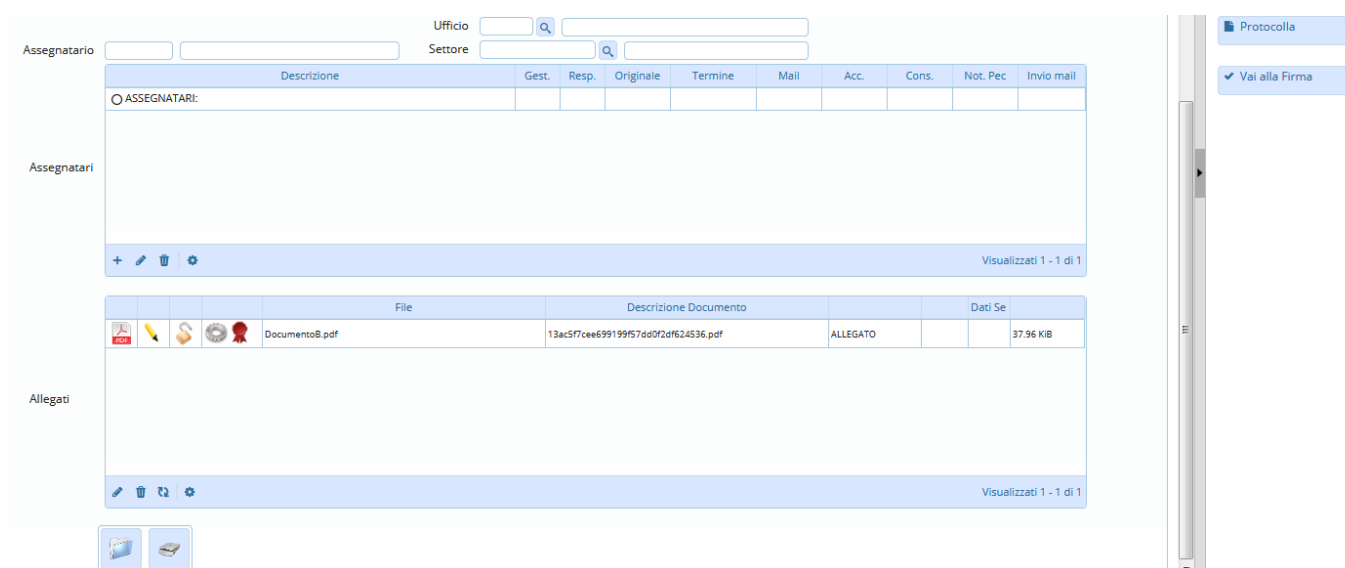 Ufficio
Protocolla
Assegnatario
Settore
Descrizione Gest. Resp. Originale Termine Mail Acc. Cons. Not. Pec Invio mail
Vai alla Firma
ASSEGNATARI:
Assegnatari
Visualizzati 1 - 1 di 1
File Descrizione Documento Dati Se
PDF DocumentoB.pdf 13ac5f7cee699199f57dd0f2df624536.pdf ALLEGATO 37.96 KiB
Allegati
Visualizzati 1 - 1 di 1